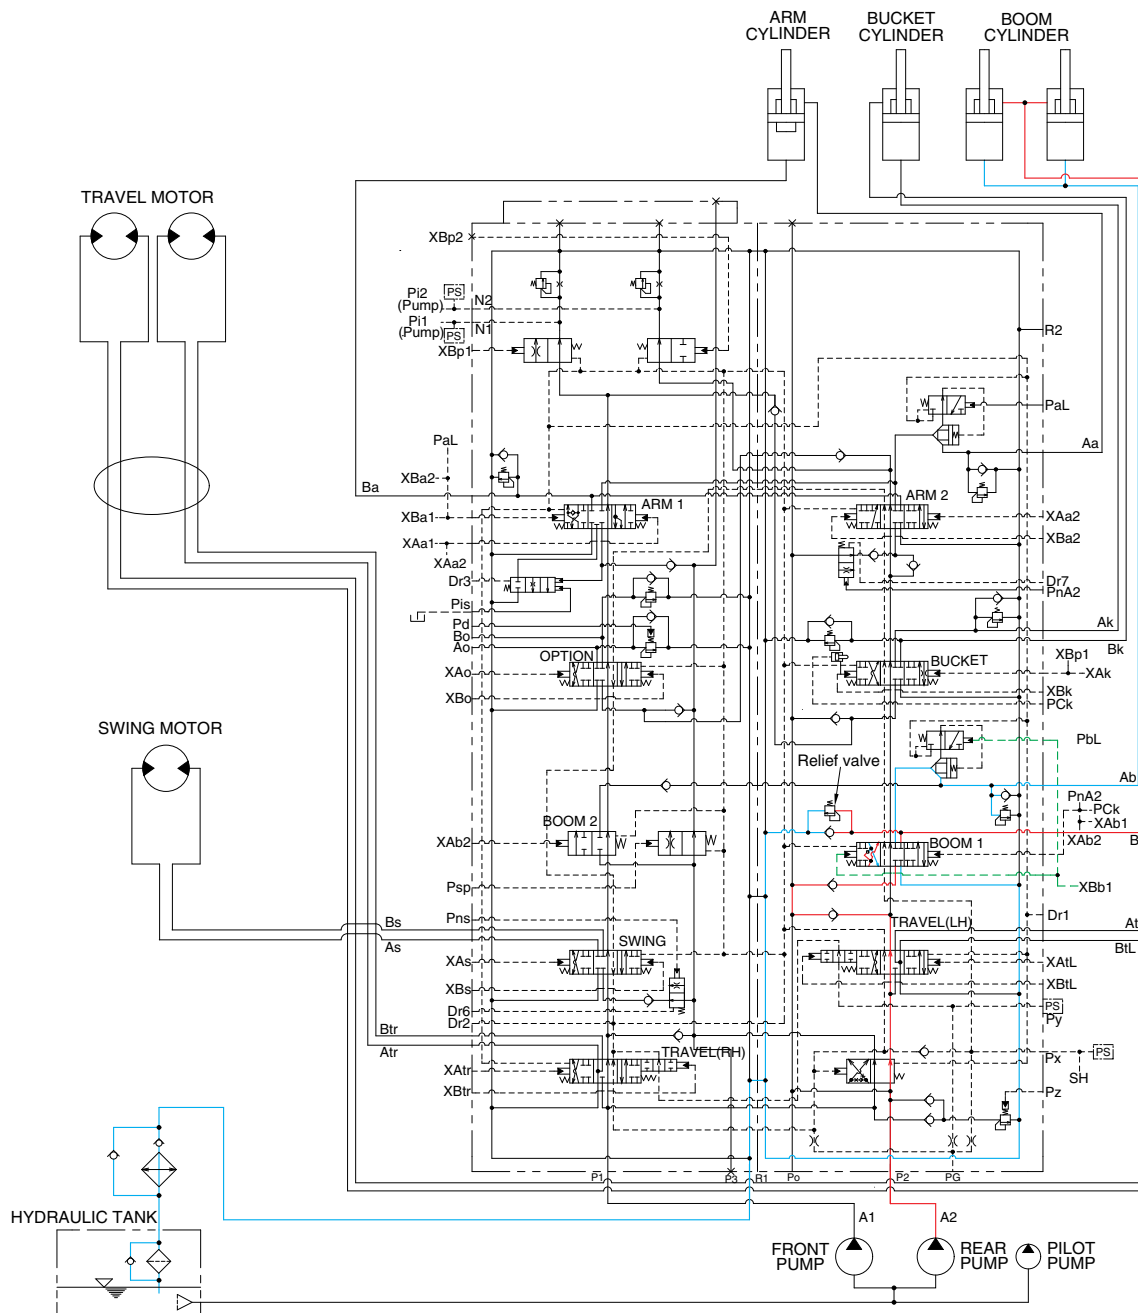 ARM
CYLINDER
BUCKET
CYLINDER
BOOM
CYLINDER
TRAVEL MOTOR
XBp2
Pi2
(Pump)
PS
N2
Pi1
(Pump)
PS
N1
XBp1
R2
PaL
Aa
PaL
XBa2
Ba
ARM 1
ARM 2
XBa1
XAa2
XAa1
XBa2
XAa2
Dr3
Dr7
PnA2
Pis
Pd
Bo
Ao
Ak
Bk
OPTION
BUCKET
XBp1
XAo
XAk
XBo
XBk
PCk
SWING MOTOR
PbL
Relief valve
Ab
PnA2
PCk
XAb1
XAb2
B
BOOM 2
BOOM 1
XAb2
Psp
XBb1
Pns
Bs
As
TRAVEL(LH)
Dr1
At
BtL
SWING
XAs
XAtL
XBs
XBtL
Dr6
Dr2
PS
Py
Btr
Atr
TRAVEL(RH)
Px
PS
XAtr
SH
XBtr
Pz
P1
P3
R1
Po
P2
PG
HYDRAULIC TANK
A1
A2
FRONT
PUMP
REAR
PUMP
PILOT
PUMP